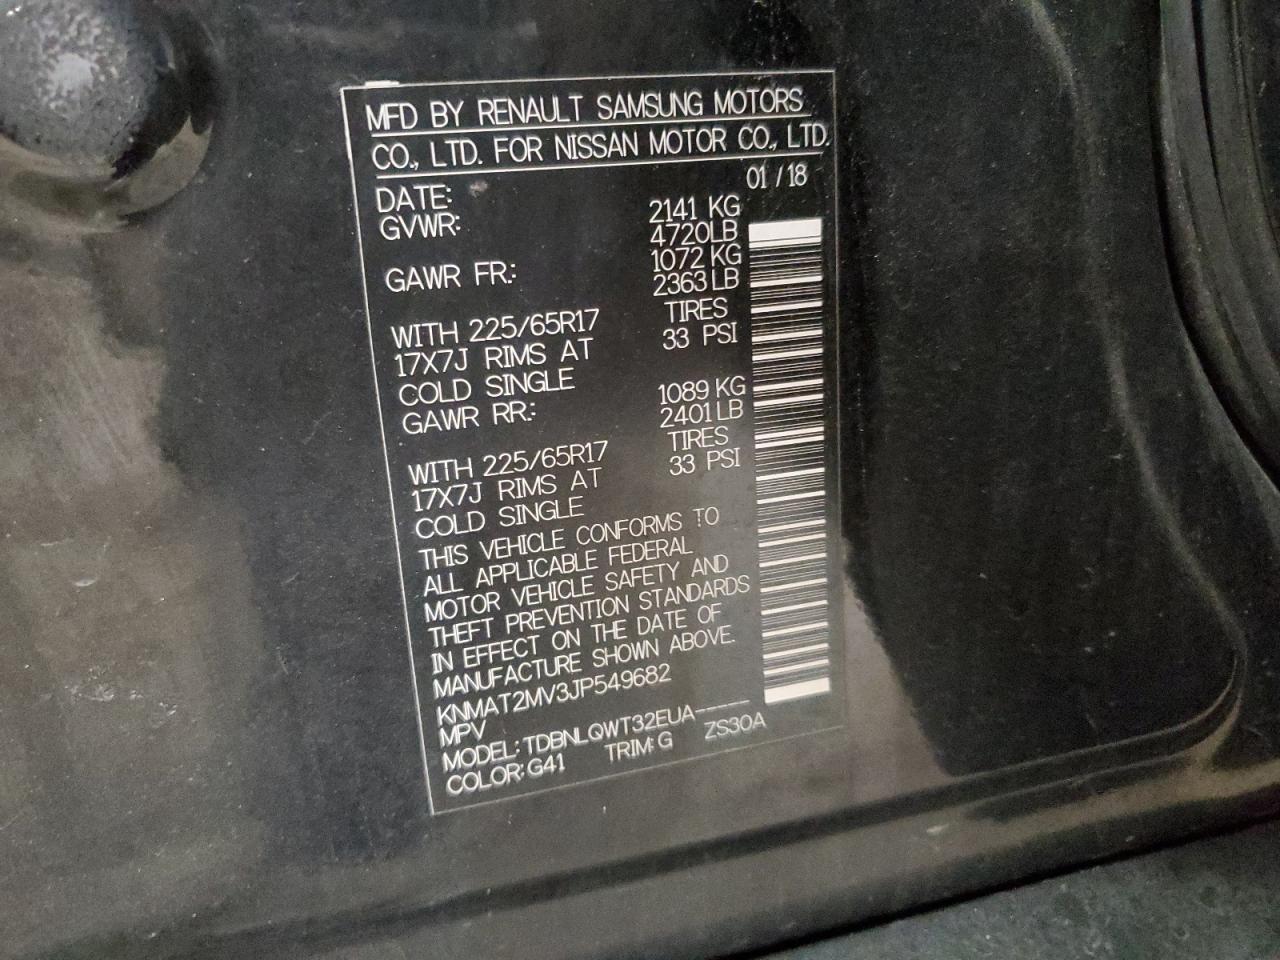 MFD BY RENAULT SAMSUNG MOTORS
CO., LTD. FOR NISSAN MOTOR CO., LTD.
DATE: 01 / 18
GVWR: 2141 KG
4720LB
GAWR FR.: 1072 KG
2363LB
WITH 225/65R17 TIRES
17X7J RIMS AT 33 PSI
COLD SINGLE
GAWR RR.: 1089 KG
2401LB
WITH 225/65R17 TIRES
17X7J RIMS AT 33 PSI
COLD SINGLE
THIS VEHICLE CONFORMS TO
ALL APPLICABLE FEDERAL
MOTOR VEHICLE SAFETY AND
THEFT PREVENTION STANDARDS
IN EFFECT ON THE DATE OF
MANUFACTURE SHOWN ABOVE.
KNMAT2MV3JP549682
MPV
MODEL: TDBNLQWT32EUA-----
COLOR: G41 TRIM: G ZS30A